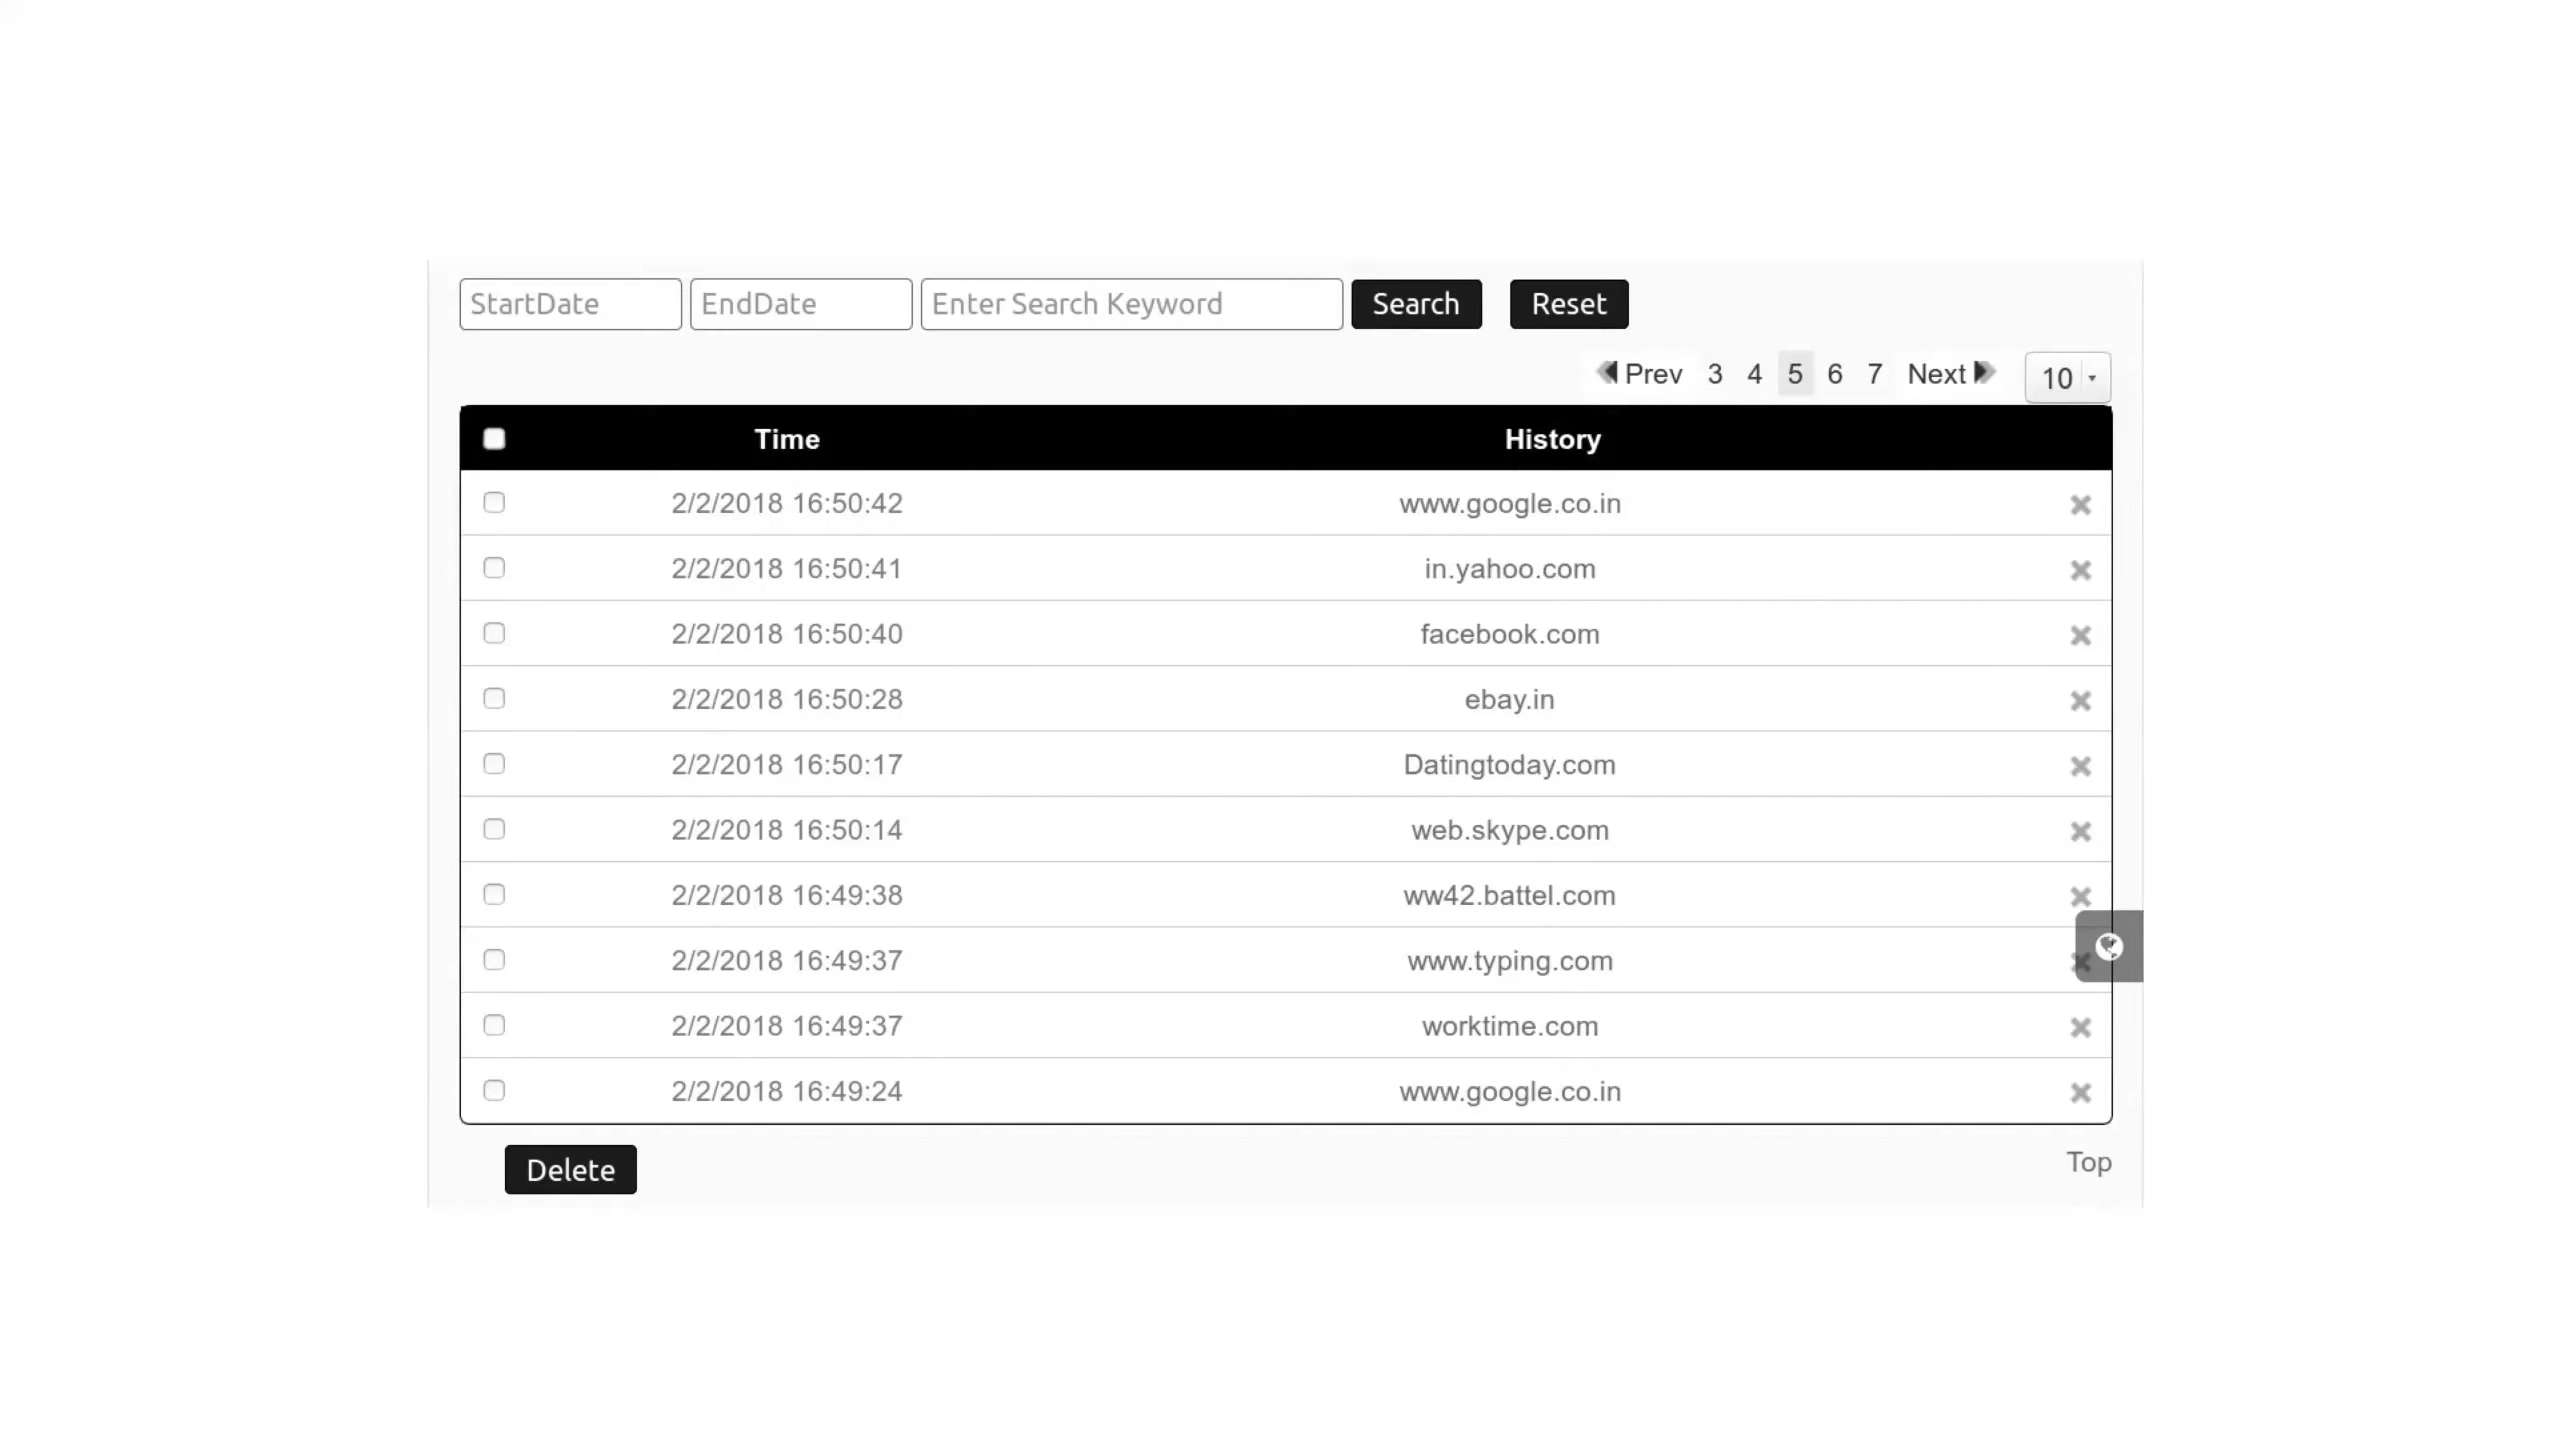 StartDate EndDate Enter Search Keyword Search Reset
Prev 3 4 5 6 7 Next 10
Time History
2/2/2018 16:50:42 www.google.co.in
2/2/2018 16:50:41 in.yahoo.com
2/2/2018 16:50:40 facebook.com
2/2/2018 16:50:28 ebay.in
2/2/2018 16:50:17 Datingtoday.com
2/2/2018 16:50:14 web.skype.com
2/2/2018 16:49:38 ww42.battel.com
2/2/2018 16:49:37 www.typing.com
2/2/2018 16:49:37 worktime.com
2/2/2018 16:49:24 www.google.co.in
Delete Top